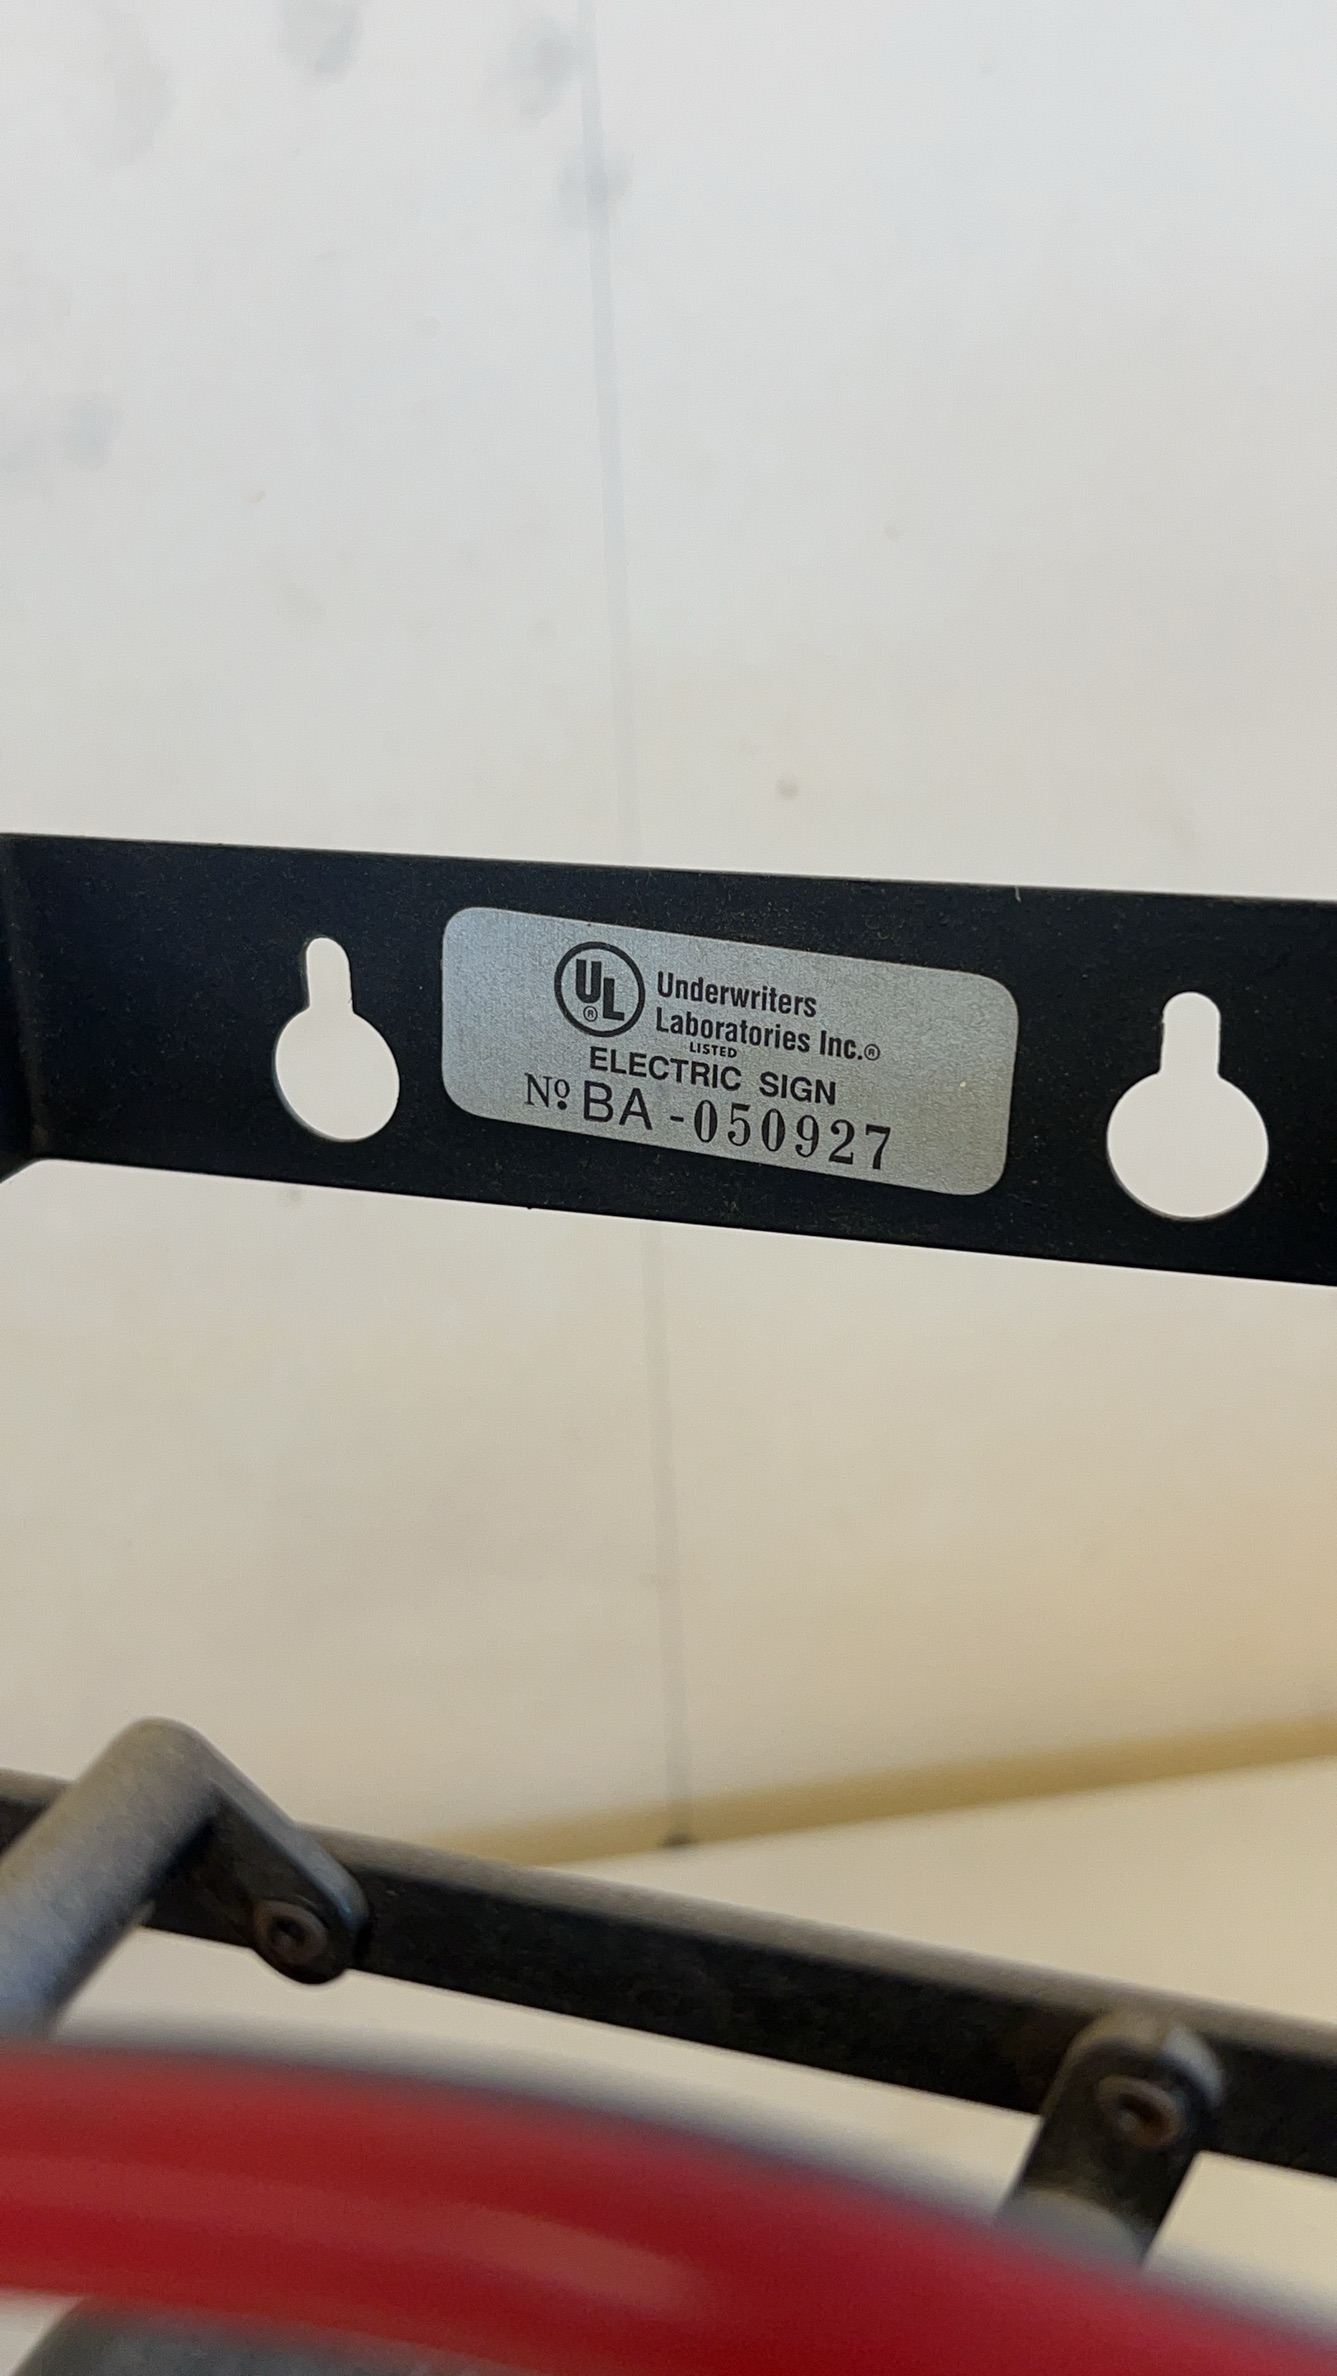 UL® Underwriters
Laboratories Inc.®
LISTED
ELECTRIC SIGN
Nº BA-050927